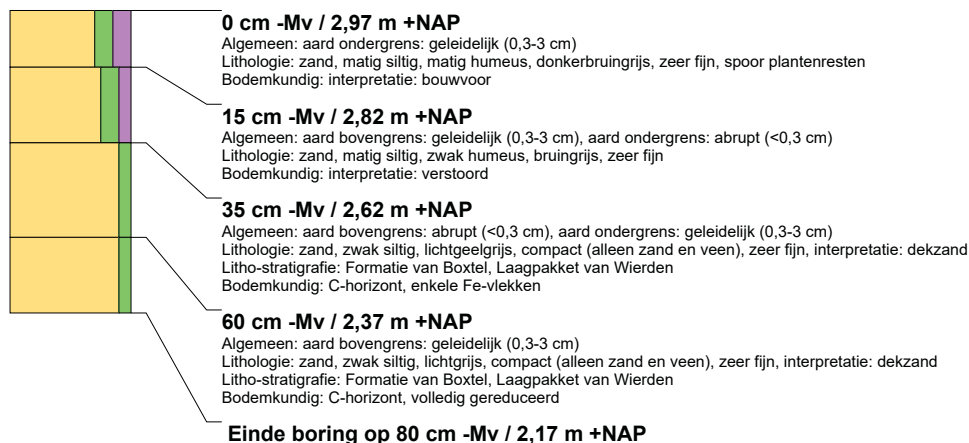 0 cm -Mv / 2,97 m +NAP
Algemeen: aard ondergrens: geleidelijk (0,3-3 cm)
Lithologie: zand, matig siltig, matig humeus, donkerbruingrijs, zeer fijn, spoor plantenresten
Bodemkundig: interpretatie: bouwvoor
15 cm -Mv / 2,82 m +NAP
Algemeen: aard bovengrens: geleidelijk (0,3-3 cm), aard ondergrens: abrupt (<0,3 cm)
Lithologie: zand, matig siltig, zwak humeus, bruingrijs, zeer fijn
Bodemkundig: interpretatie: verstoord
35 cm -Mv / 2,62 m +NAP
Algemeen: aard bovengrens: abrupt (<0,3 cm), aard ondergrens: geleidelijk (0,3-3 cm)
Lithologie: zand, zwak siltig, lichtgeelgrijs, compact (alleen zand en veen), zeer fijn, interpretatie: dekzand
Litho-stratigrafie: Formatie van Boxtel, Laagpakket van Wierden
Bodemkundig: C-horizont, enkele Fe-vlekken
60 cm -Mv / 2,37 m +NAP
Algemeen: aard bovengrens: geleidelijk (0,3-3 cm)
Lithologie: zand, zwak siltig, lichtgrijs, compact (alleen zand en veen), zeer fijn, interpretatie: dekzand
Litho-stratigrafie: Formatie van Boxtel, Laagpakket van Wierden
Bodemkundig: C-horizont, volledig gereduceerd
Einde boring op 80 cm -Mv / 2,17 m +NAP